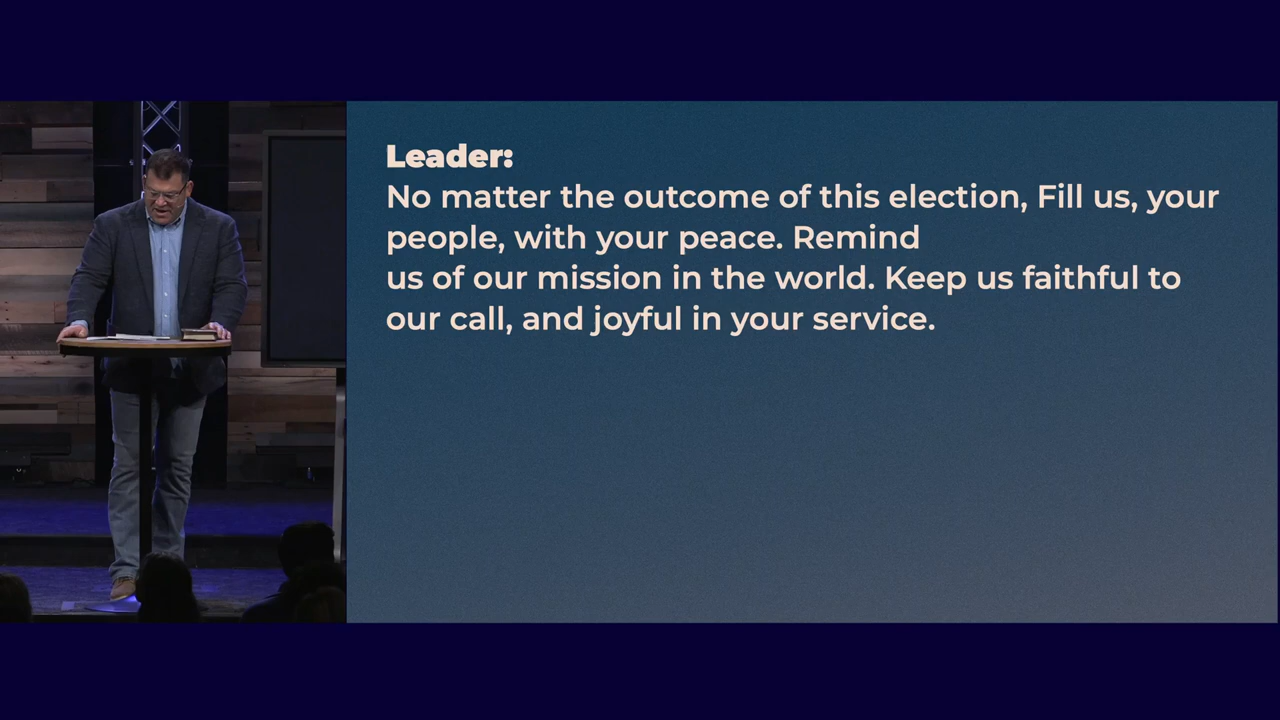 Leader:
No matter the outcome of this election, Fill us, your
people, with your peace. Remind
us of our mission in the world. Keep us faithful to
our call, and joyful in your service.